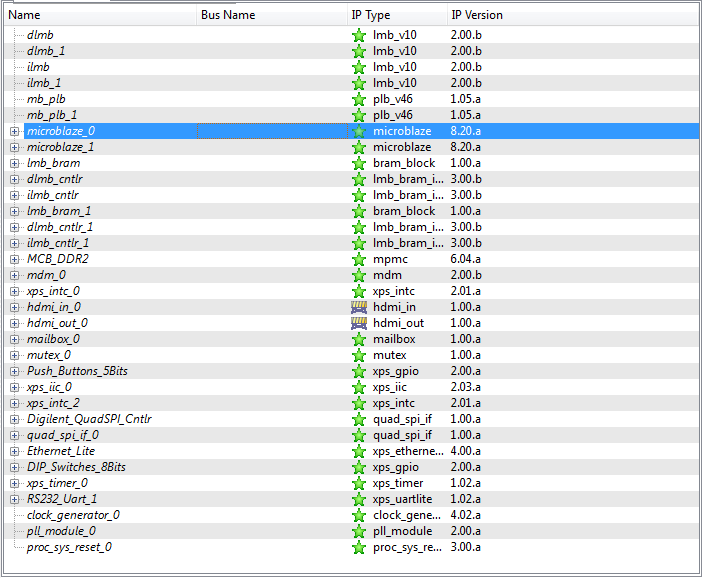 Name Bus Name IP Type IP Version
dlmb lmb_v10 2.00.b
dlmb_1 lmb_v10 2.00.b
ilmb lmb_v10 2.00.b
ilmb_1 lmb_v10 2.00.b
mb_plb plb_v46 1.05.a
mb_plb_1 plb_v46 1.05.a
microblaze_0 microblaze 8.20.a
microblaze_1 microblaze 8.20.a
lmb_bram bram_block 1.00.a
dlmb_cntlr lmb_bram_i... 3.00.b
ilmb_cntlr lmb_bram_i... 3.00.b
lmb_bram_1 bram_block 1.00.a
dlmb_cntlr_1 lmb_bram_i... 3.00.b
ilmb_cntlr_1 lmb_bram_i... 3.00.b
MCB_DDR2 mpmc 6.04.a
mdm_0 mdm 2.00.b
xps_intc_0 xps_intc 2.01.a
hdmi_in_0 hdmi_in 1.00.a
hdmi_out_0 hdmi_out 1.00.a
mailbox_0 mailbox 1.00.a
mutex_0 mutex 1.00.a
Push_Buttons_5Bits xps_gpio 2.00.a
xps_iic_0 xps_iic 2.03.a
xps_intc_2 xps_intc 2.01.a
Digilent_QuadSPI_Cntlr quad_spi_if 1.00.a
quad_spi_if_0 quad_spi_if 1.00.a
Ethernet_Lite xps_etherne... 4.00.a
DIP_Switches_8Bits xps_gpio 2.00.a
xps_timer_0 xps_timer 1.02.a
RS232_Uart_1 xps_uartlite 1.02.a
clock_generator_0 clock_gene... 4.02.a
pll_module_0 pll_module 2.00.a
proc_sys_reset_0 proc_sys_re... 3.00.a